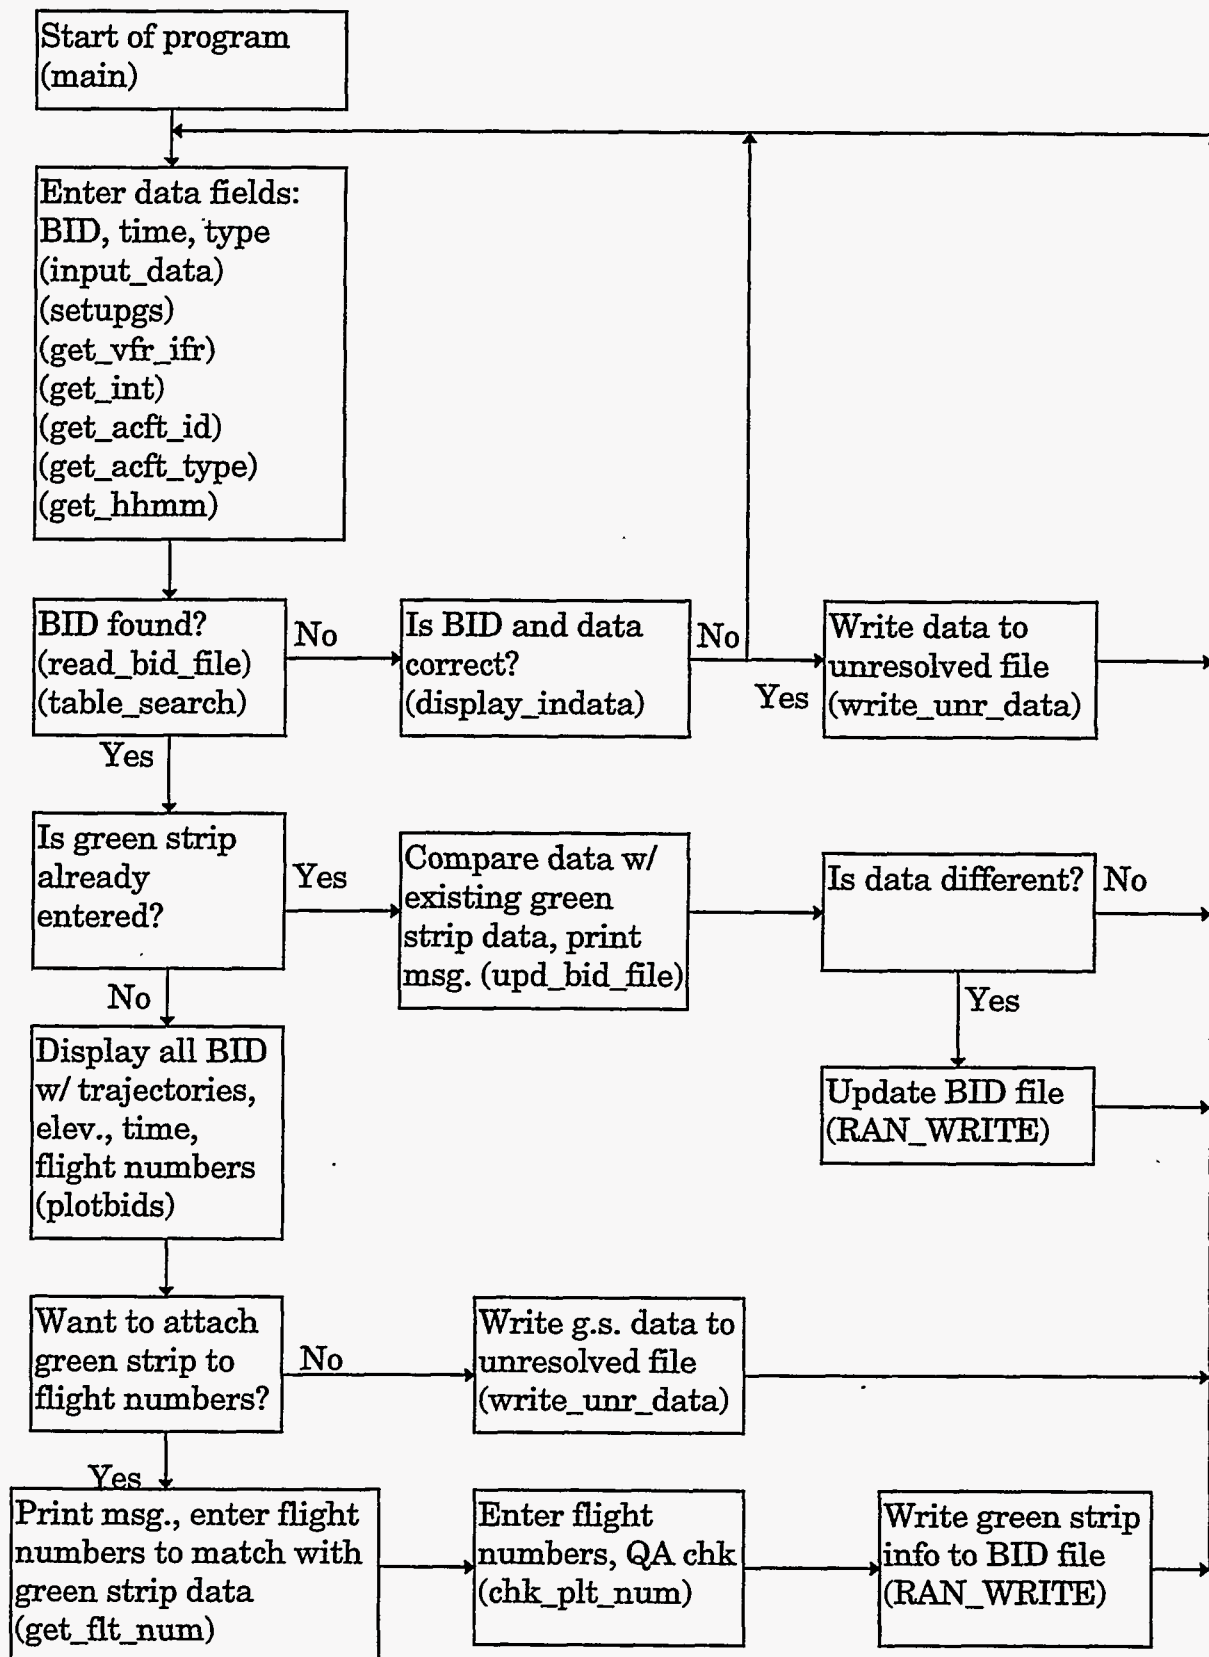 Start of program
(main)
Enter data fields:
BID, time, type
(input_data)
(setupgs)
(get_vfr_ifr)
(get_int)
(get_acft_id)
(get_acft_type)
(get_hhmm)
BID found?
(read_bid_file)
(table_search)
No
Is BID and data
correct?
(display_indata)
No
Yes
Write data to
unresolved file
(write_unr_data)
Yes
Is green strip
already
entered?
Yes
Compare data w/
existing green
strip data, print
msg. (upd_bid_file)
Is data different?
No
Yes
Update BID file
(RAN_WRITE)
No
Display all BID
w/ trajectories,
elev., time,
flight numbers
(plotbids)
Want to attach
green strip to
flight numbers?
No
Write g.s. data to
unresolved file
(write_unr_data)
Yes
Print msg., enter flight
numbers to match with
green strip data
(get_flt_num)
Enter flight
numbers, QA chk
(chk_plt_num)
Write green strip
info to BID file
(RAN_WRITE)